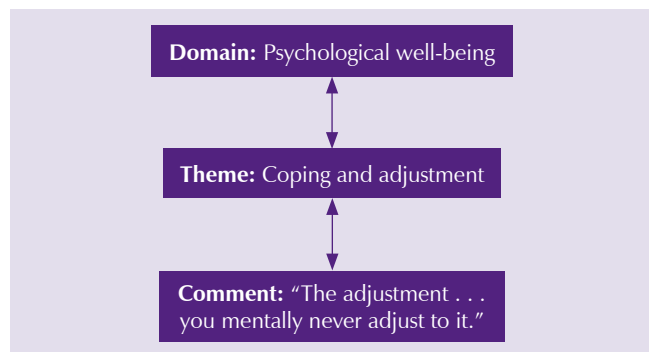 Domain: Psychological well-being
Theme: Coping and adjustment
Comment: “The adjustment . . .
you mentally never adjust to it.”